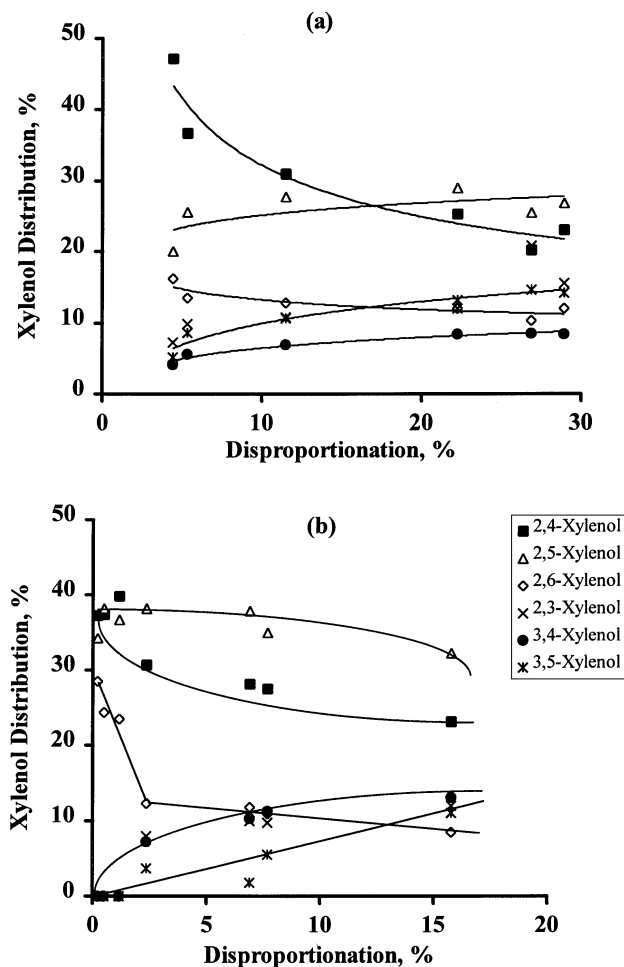 (a)
50
40
30
20
10
0
Xylenol Distribution, %
0 10 20 30
Disproportionation, %
(b)
50
40
30
20
10
0
Xylenol Distribution, %
0 5 10 15 20
Disproportionation, %
2,4-Xylenol
2,5-Xylenol
2,6-Xylenol
2,3-Xylenol
3,4-Xylenol
3,5-Xylenol